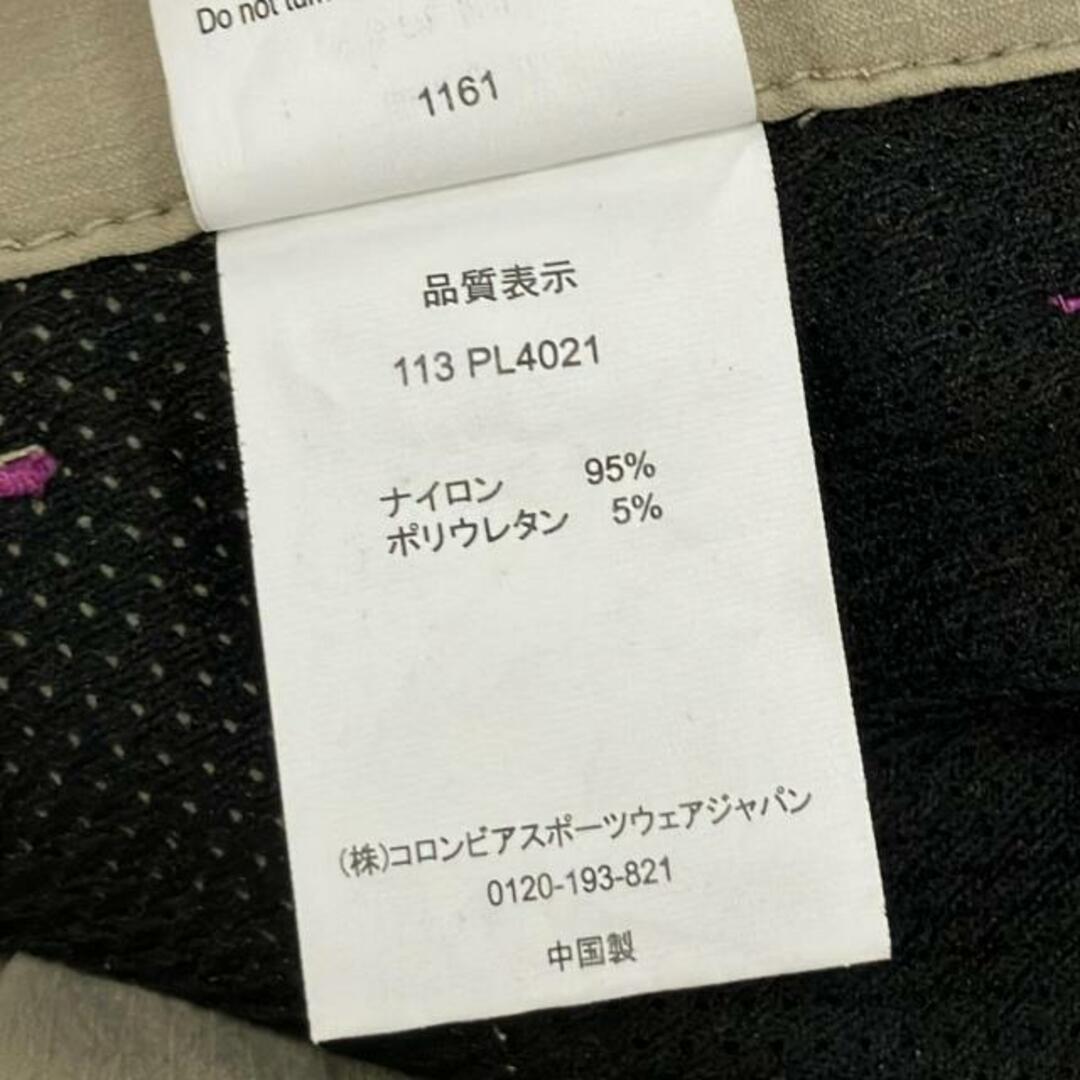 Do not
1161
品質表示
113 PL4021
ナイロン 95%
ポリウレタン 5%
(株)コロンビアスポーツウェアジャパン
0120-193-821
中国製